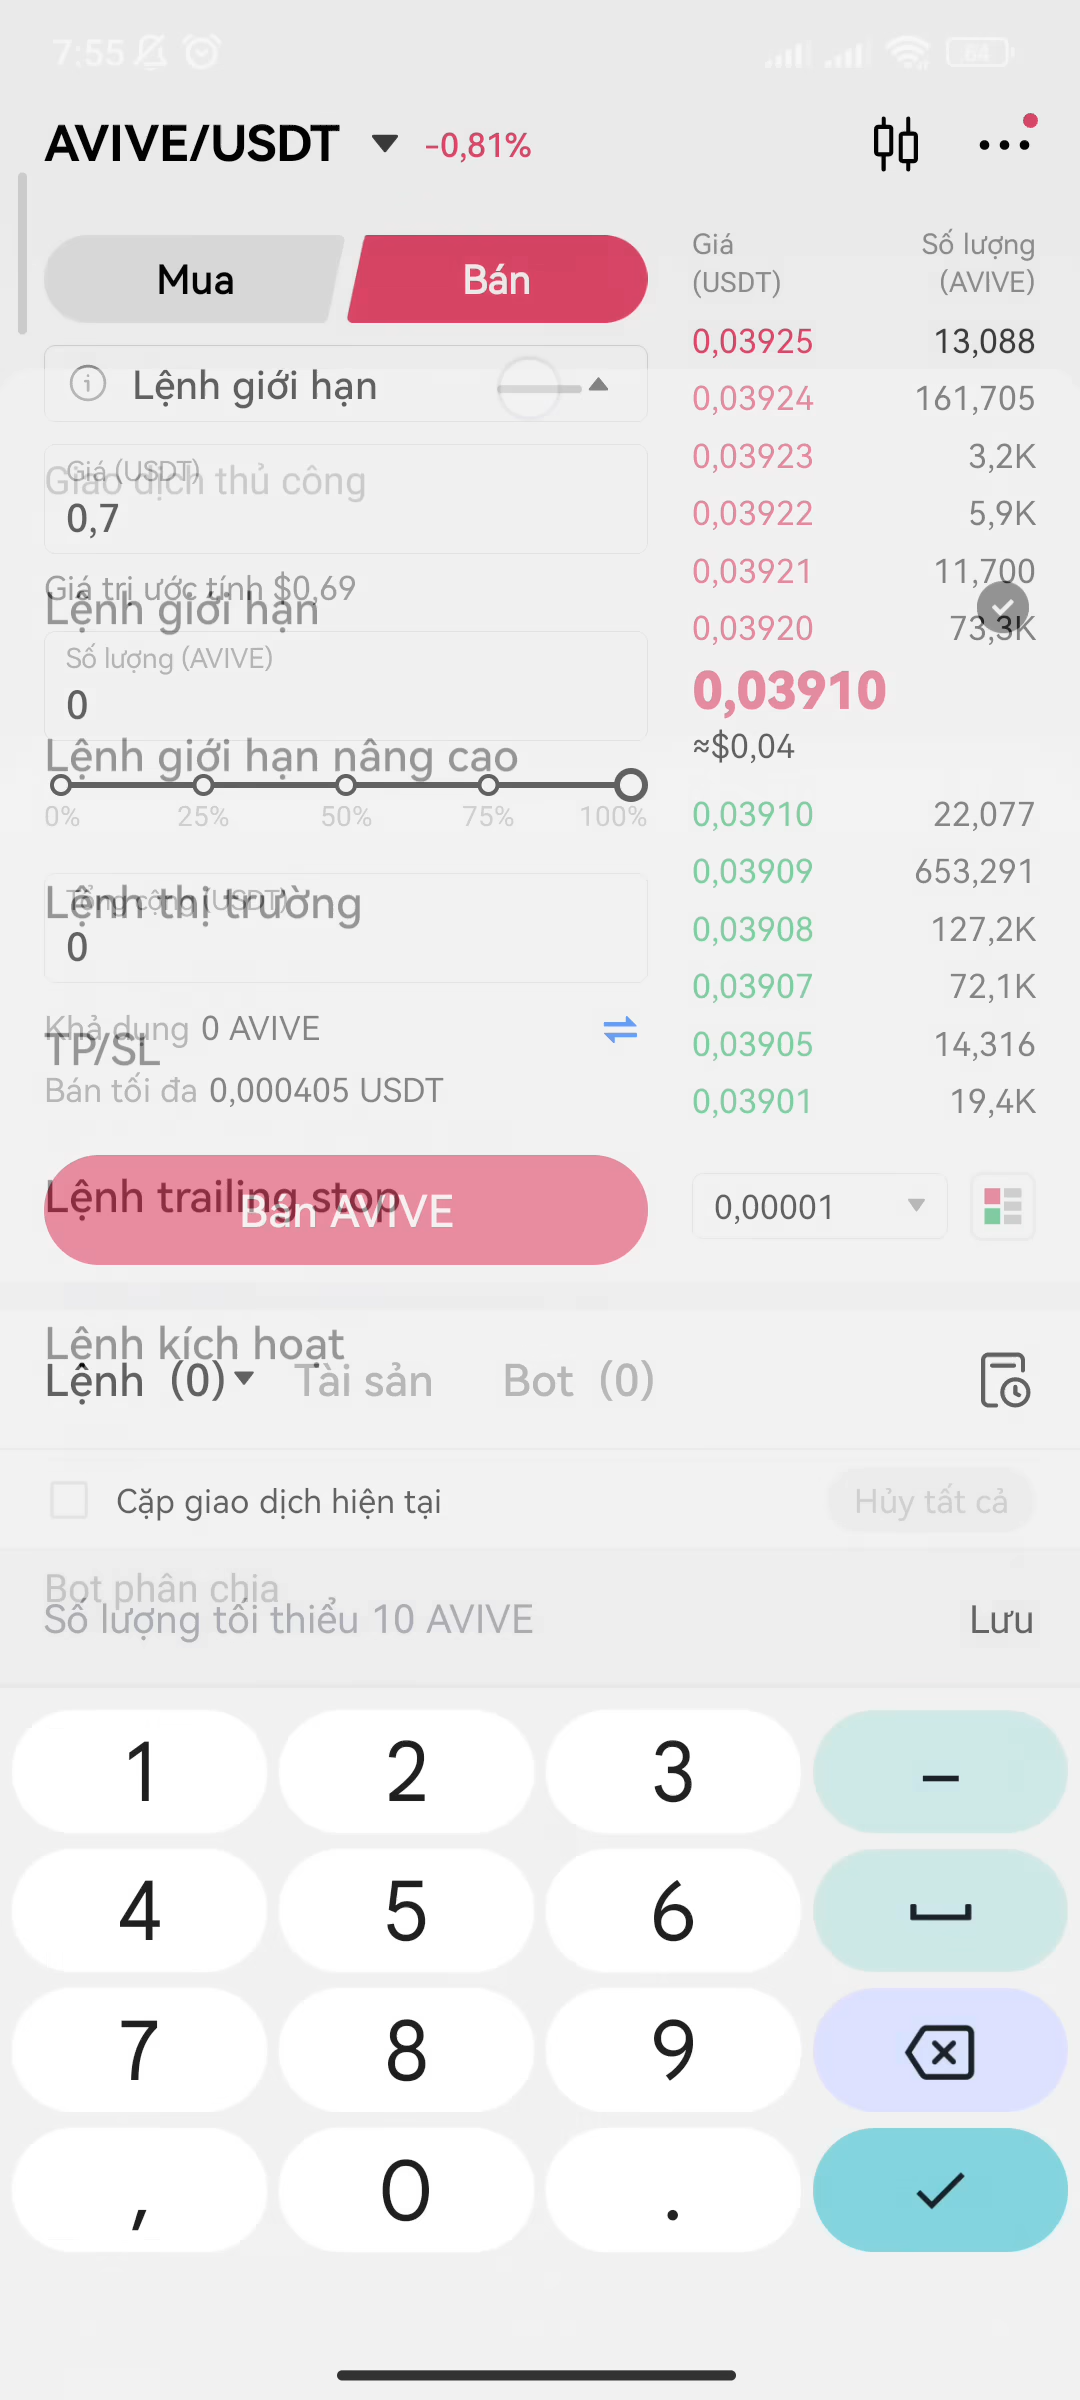 7:55
64
AVIVE/USDT
-0,81%
Mua
Bán
Giá
(USDT)
Số lượng
(AVIVE)
0,03925 13,088
Lệnh giới hạn
0,03924 161,705
0,03923 3,2K
Giá (USDT)
Giao dịch thủ công
0,7
0,03922 5,9K
0,03921 11,700
Giá trị ước tính $0,69
Lệnh giới hạn
0,03920 73,3K
Số lượng (AVIVE)
0
0,03910
≈$0,04
Lệnh giới hạn nâng cao
0% 25% 50% 75% 100%
0,03910 22,077
0,03909 653,291
Tổng cộng (USDT)
Lệnh thị trường
0
0,03908 127,2K
0,03907 72,1K
Khả dụng 0 AVIVE
TP/SL
0,03905 14,316
Bán tối đa 0,000405 USDT
0,03901 19,4K
Lệnh trailing stop
Bán AVIVE
0,00001
Lệnh kích hoạt
Lệnh (0) Tài sản Bot (0)
Cặp giao dịch hiện tại
Hủy tất cả
Bot phân chia
Số lượng tối thiểu 10 AVIVE
Lưu
1 2 3 –
4 5 6
7 8 9
, 0 .